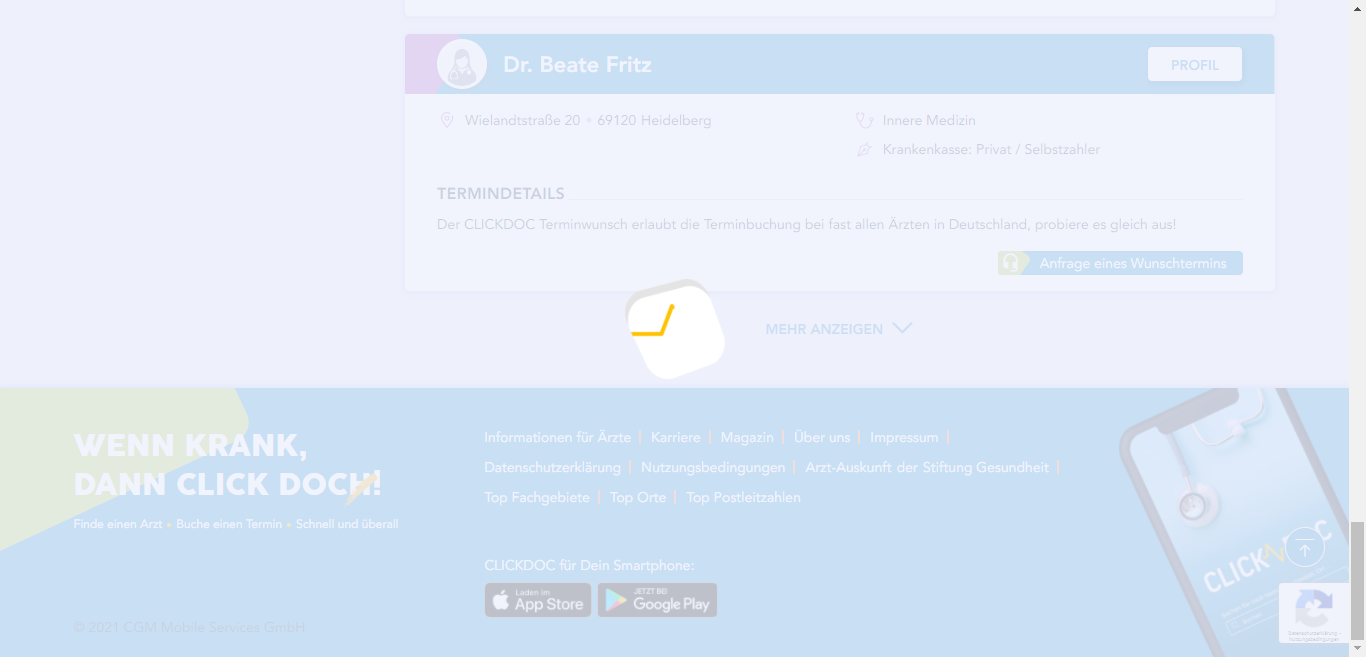 Dr. Beate Fritz
PROFIL
Wielandtstraße 20 • 69120 Heidelberg
Innere Medizin
Krankenkasse: Privat / Selbstzahler
TERMINDETAILS
Der CLICKDOC Terminwunsch erlaubt die Terminbuchung bei fast allen Ärzten in Deutschland, probiere es gleich aus!
Anfrage eines Wunschtermins
MEHR ANZEIGEN
WENN KRANK,
DANN CLICK DOCH!
Finde einen Arzt • Buche einen Termin • Schnell und überall
© 2021 CGM Mobile Services GmbH
Informationen für Ärzte | Karriere | Magazin | Über uns | Impressum |
Datenschutzerklärung | Nutzungsbedingungen | Arzt-Auskunft der Stiftung Gesundheit |
Top Fachgebiete | Top Orte | Top Postleitzahlen
CLICKDOC für Dein Smartphone:
Laden im
App Store
JETZT BEI
Google Play
CLICKDOC
Datenschutzerklärung -
Nutzungsbedingungen